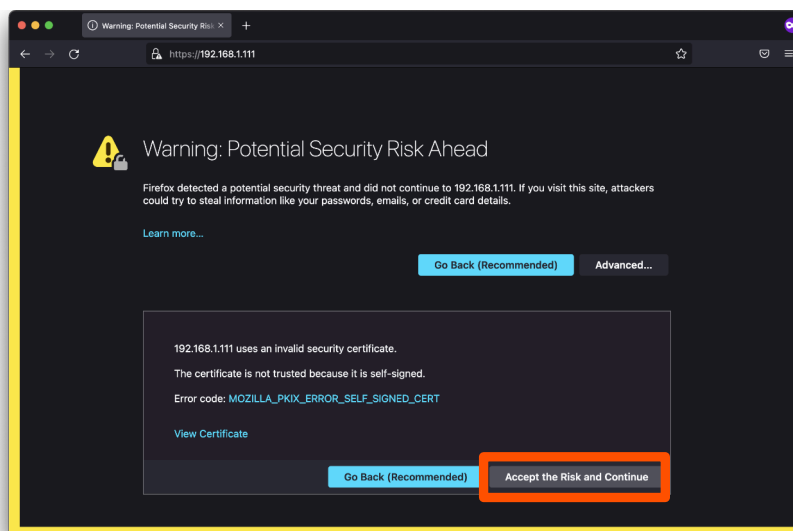 Warning: Potential Security Risk
https://192.168.1.111
Warning: Potential Security Risk Ahead
Firefox detected a potential security threat and did not continue to 192.168.1.111. If you visit this site, attackers
could try to steal information like your passwords, emails, or credit card details.
Learn more...
Go Back (Recommended) Advanced...
192.168.1.111 uses an invalid security certificate.
The certificate is not trusted because it is self-signed.
Error code: MOZILLA_PKIX_ERROR_SELF_SIGNED_CERT
View Certificate
Go Back (Recommended) Accept the Risk and Continue